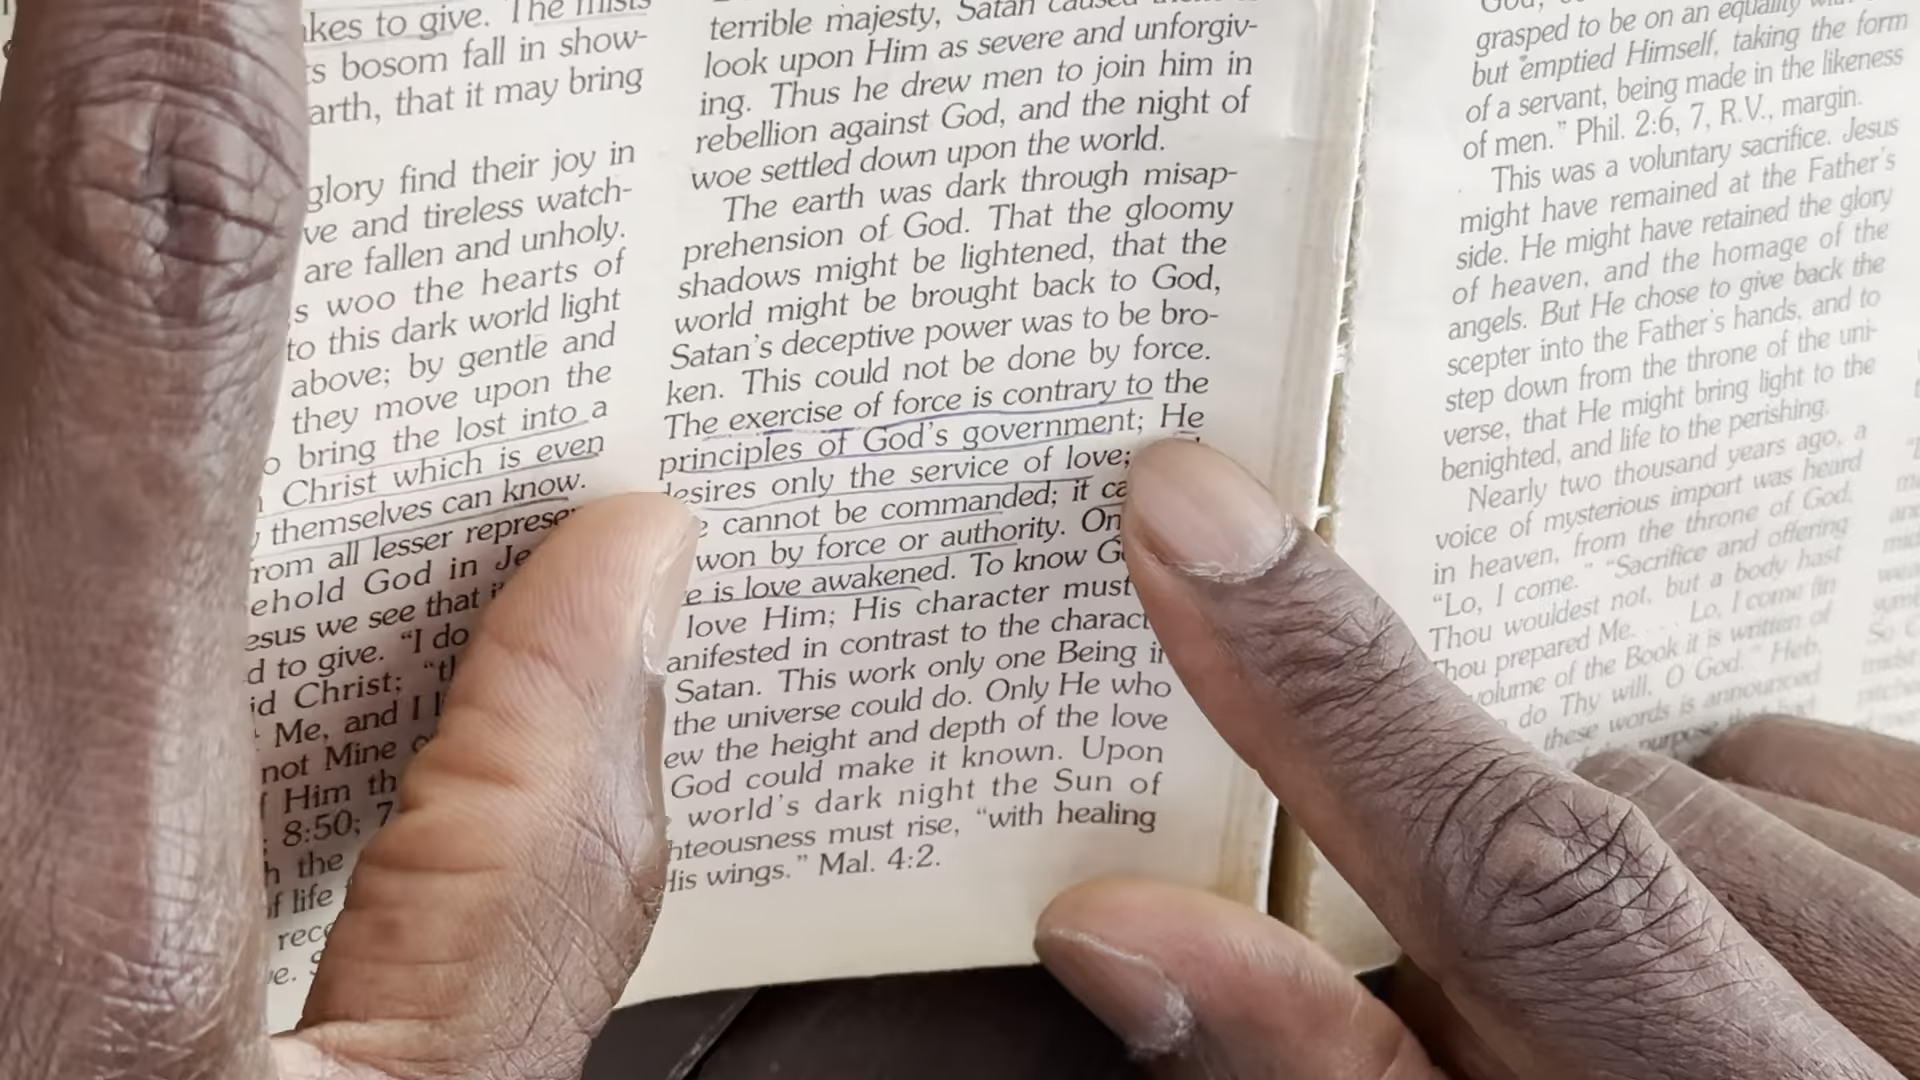 kes to give. The mists
s bosom fall in show-
arth, that it may bring
glory find their joy in
ve and tireless watch-
are fallen and unholy.
s woo the hearts of
to this dark world light
above; by gentle and
they move upon the
o bring the lost into a
Christ which is even
themselves can know.
rom all lesser represen
ehold God in Je
esus we see that i
d to give. "I do
id Christ; "th
Me, and I l
not Mine o
Him th
8:50; 7
h the
of life
rece
e. S
terrible majesty, Satan caused
look upon Him as severe and unforgiv-
ing. Thus he drew men to join him in
rebellion against God, and the night of
woe settled down upon the world.
The earth was dark through misap-
prehension of God. That the gloomy
shadows might be lightened, that the
world might be brought back to God,
Satan's deceptive power was to be bro-
ken. This could not be done by force.
The exercise of force is contrary to the
principles of God's government; He
desires only the service of love;
e cannot be commanded; it ca
won by force or authority. On
e is love awakened. To know G
love Him; His character must
anifested in contrast to the charact
Satan. This work only one Being in
the universe could do. Only He who
ew the height and depth of the love
God could make it known. Upon
world's dark night the Sun of
hteousness must rise, "with healing
His wings." Mal. 4:2.
God,
grasped to be on an equality with
but emptied Himself, taking the form
of a servant, being made in the likeness
of men." Phil. 2:6, 7, R.V., margin.
This was a voluntary sacrifice. Jesus
might have remained at the Father's
side. He might have retained the glory
of heaven, and the homage of the
angels. But He chose to give back the
scepter into the Father's hands, and to
step down from the throne of the uni-
verse, that He might bring light to the
benighted, and life to the perishing.
Nearly two thousand years ago, a
voice of mysterious import was heard
in heaven, from the throne of God,
"Lo, I come." "Sacrifice and offering
Thou wouldest not, but a body hast
Thou prepared Me. . . . Lo, I come (in
volume of the Book it is written of
do Thy will, O God." Heb.
these words is announced
purpose that had